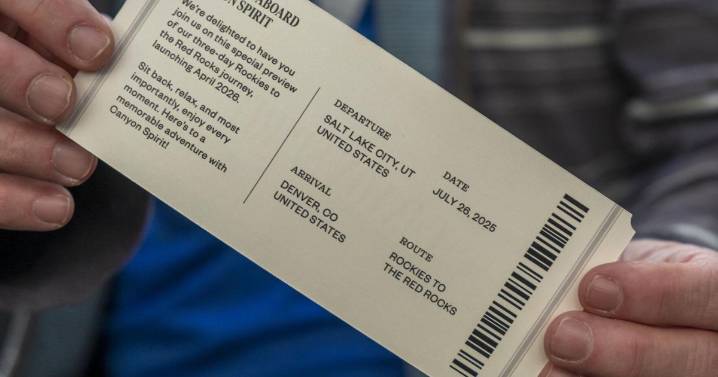 ABOARD
N SPIRIT
We're delighted to have you
join us on this special preview
of our three-day Rockies to
the Red Rocks journey,
launching April 2026.
Sit back, relax, and most
importantly, enjoy every
moment. Here's to a
memorable adventure with
Canyon Spirit!
DEPARTURE
SALT LAKE CITY, UT
UNITED STATES
DATE
JULY 26, 2025
ARRIVAL
DENVER, CO
UNITED STATES
ROUTE
ROCKIES TO
THE RED ROCKS